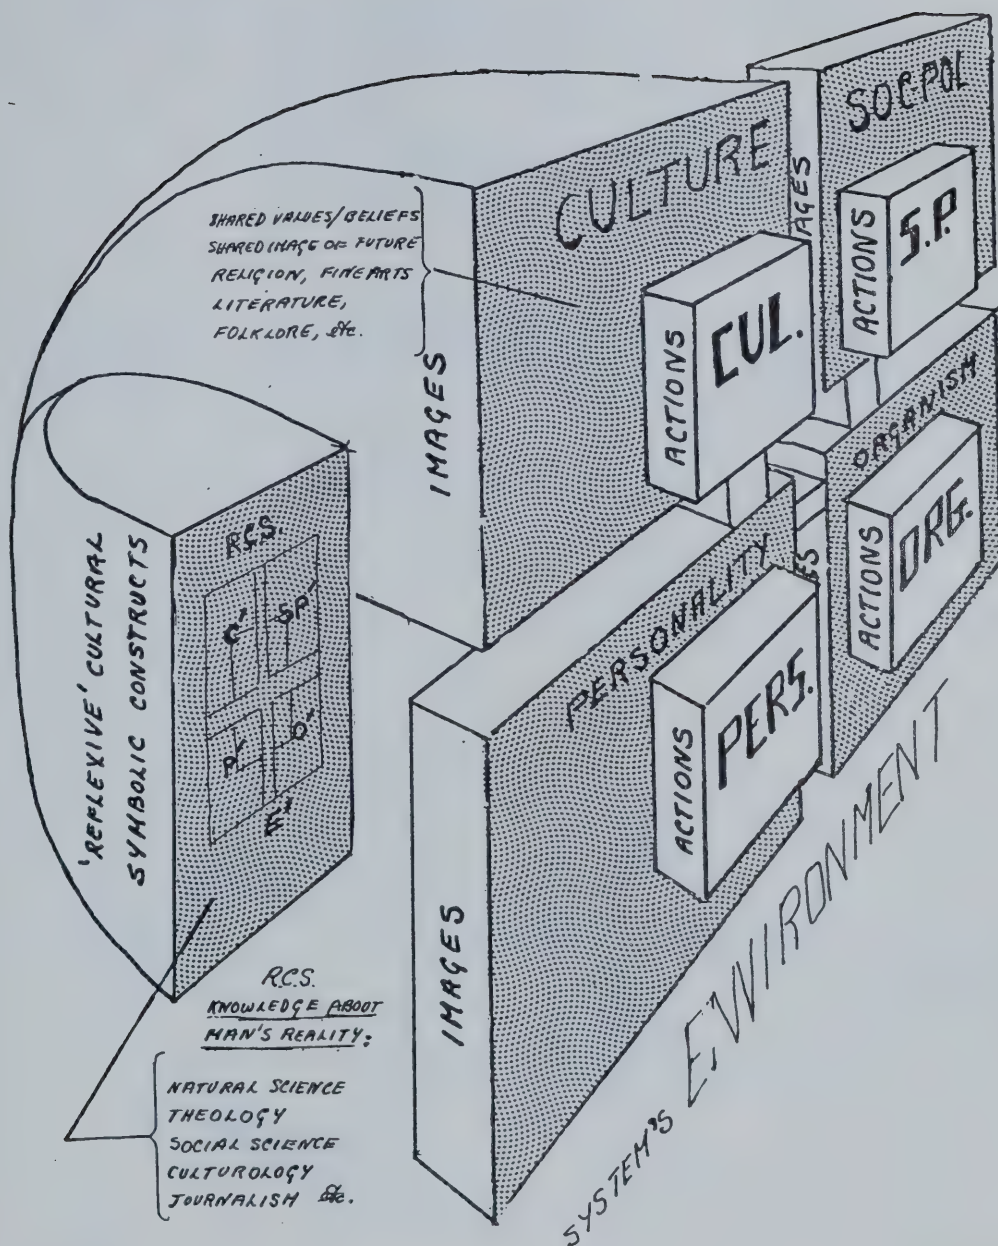 SOC-POL
CULTURE
AGES
ACTIONS
S.P.
SHARED VALUES/BELIEFS
SHARED IMAGE OF FUTURE
RELIGION, FINE ARTS
LITERATURE,
FOLKLORE, etc.
IMAGES
ACTIONS
CUL.
ORGANISM
ACTIONS
ORG.
ES
PERSONALITY
ACTIONS
PERS.
IMAGES
'REFLEXIVE' CULTURAL
SYMBOLIC CONSTRUCTS
R.C.S.
C' SP'
P' O'
E'
R.C.S.
KNOWLEDGE ABOUT
MAN'S REALITY:
NATURAL SCIENCE
THEOLOGY
SOCIAL SCIENCE
CULTUROLOGY
JOURNALISM etc.
SYSTEM'S ENVIRONMENT